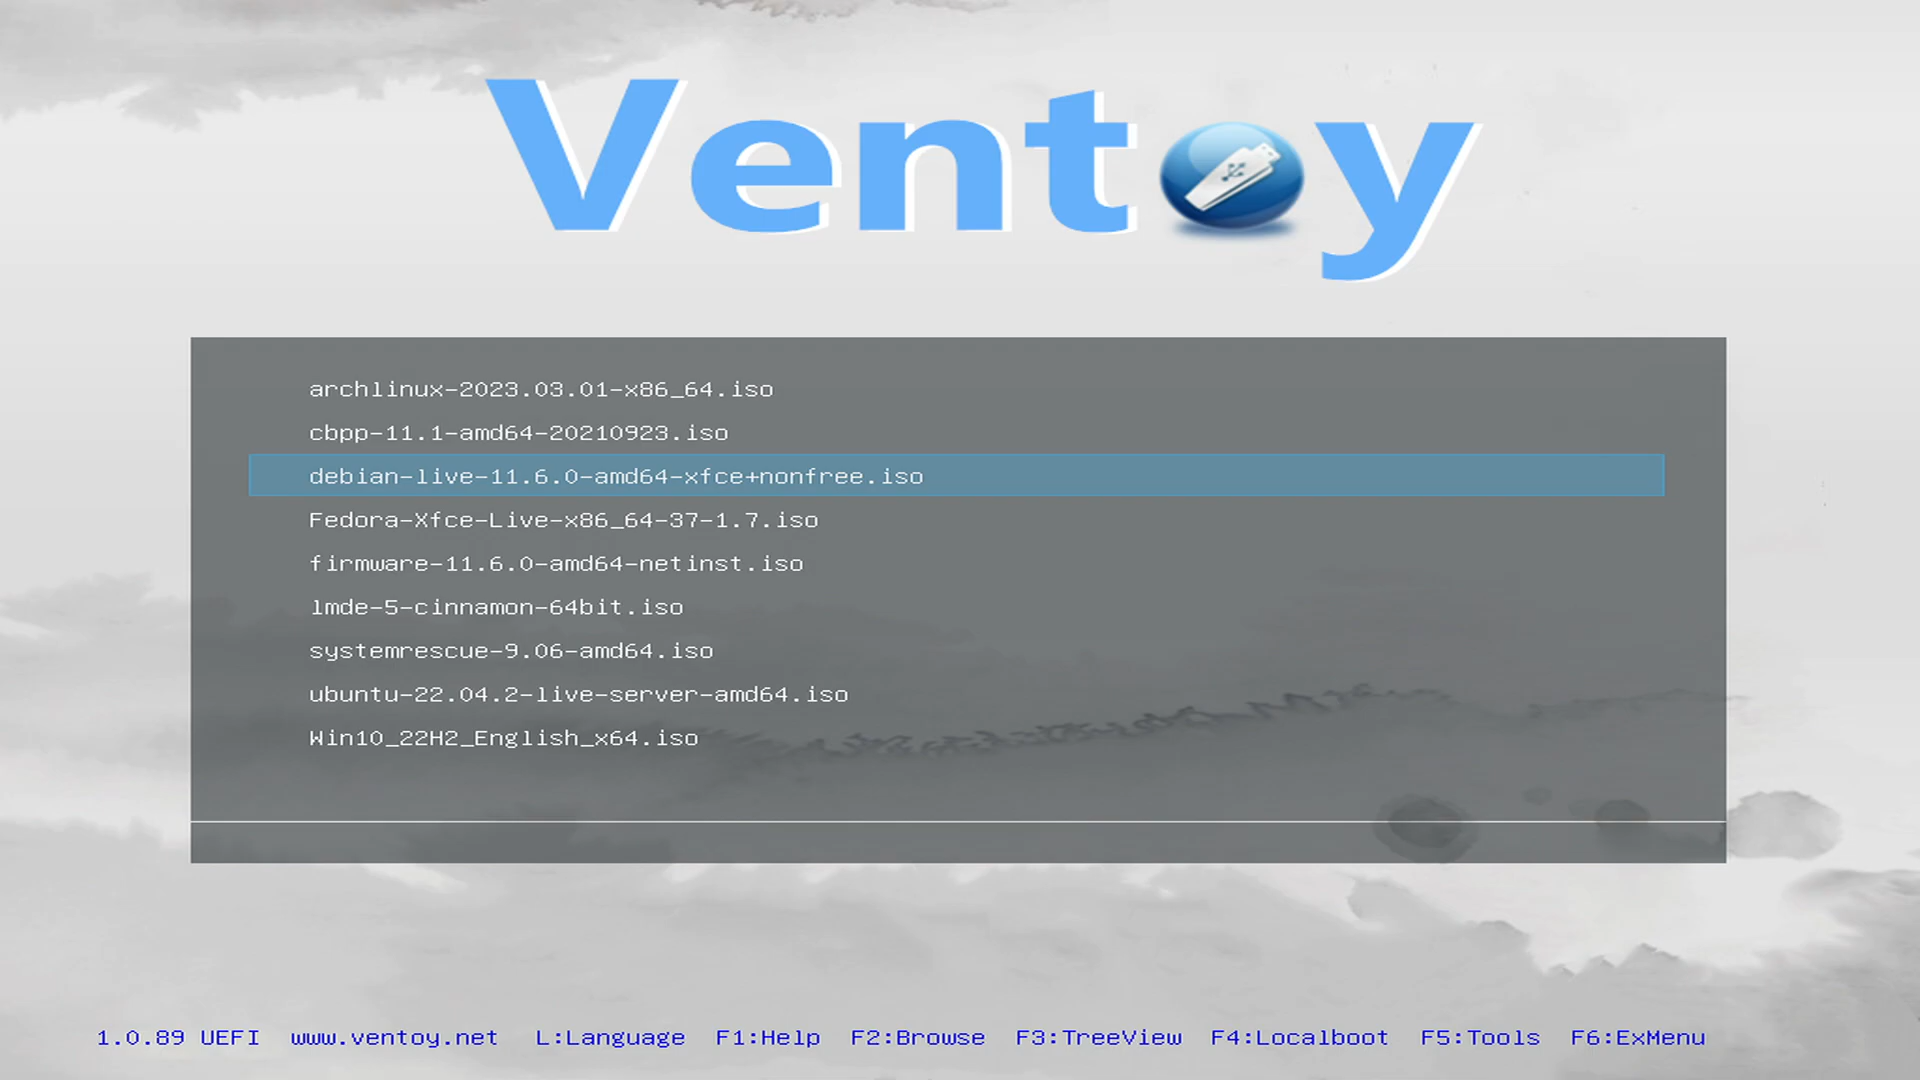 Ventoy
archlinux-2023.03.01-x86_64.iso
cbpp-11.1-amd64-20210923.iso
debian-live-11.6.0-amd64-xfce+nonfree.iso
Fedora-Xfce-Live-x86_64-37-1.7.iso
firmware-11.6.0-amd64-netinst.iso
lmde-5-cinnamon-64bit.iso
systemrescue-9.06-amd64.iso
ubuntu-22.04.2-live-server-amd64.iso
Win10_22H2_English_x64.iso
1.0.89 UEFI www.ventoy.net L:Language F1:Help F2:Browse F3:TreeView F4:Localboot F5:Tools F6:ExMenu